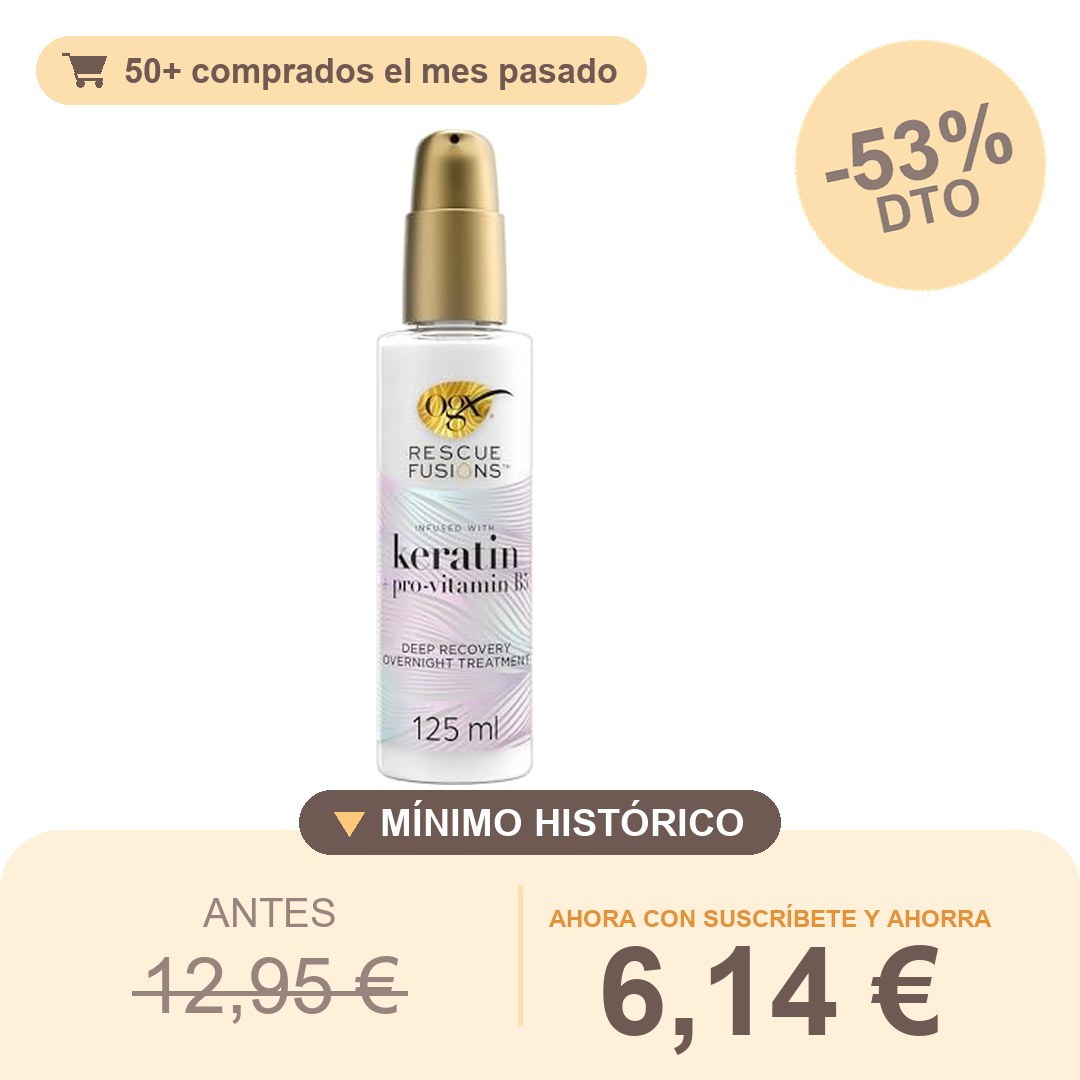 50+ comprados el mes pasado
-53%
DTO
ogx
RESCUE
FUSIONS™
INFUSED WITH
keratin
+ pro-vitamin B5
DEEP RECOVERY
OVERNIGHT TREATMENT
125 ml
MÍNIMO HISTÓRICO
ANTES
12,95 €
AHORA CON SUSCRÍBETE Y AHORRA
6,14 €